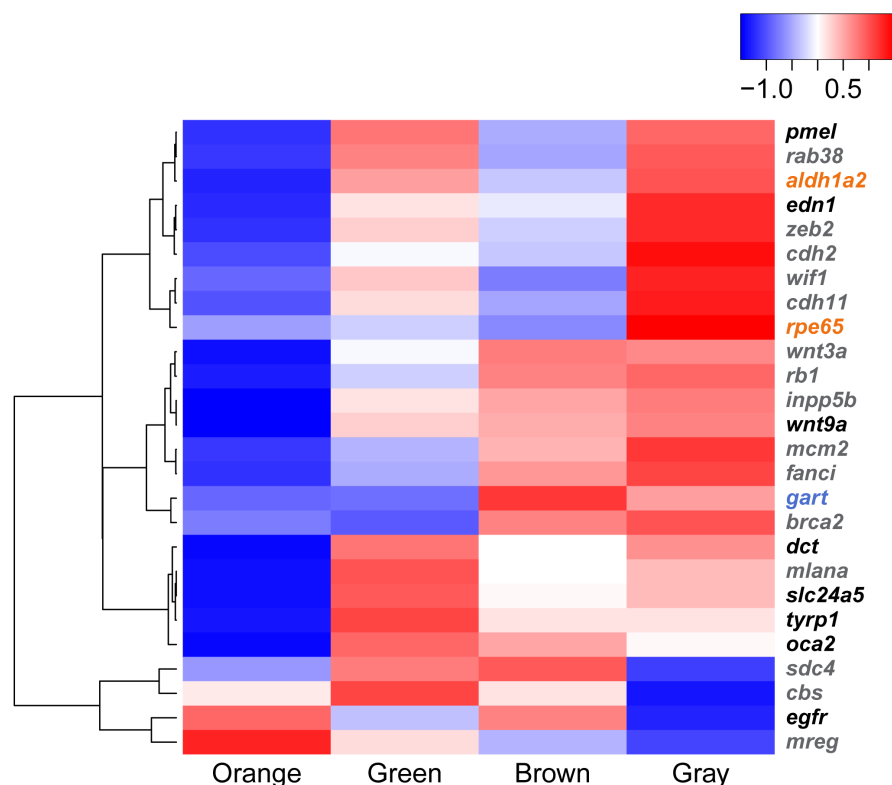 −1.0 0.5
pmel
rab38
aldh1a2
edn1
zeb2
cdh2
wif1
cdh11
rpe65
wnt3a
rb1
inpp5b
wnt9a
mcm2
fanci
gart
brca2
dct
mlana
slc24a5
tyrp1
oca2
sdc4
cbs
egfr
mreg
Orange Green Brown Gray